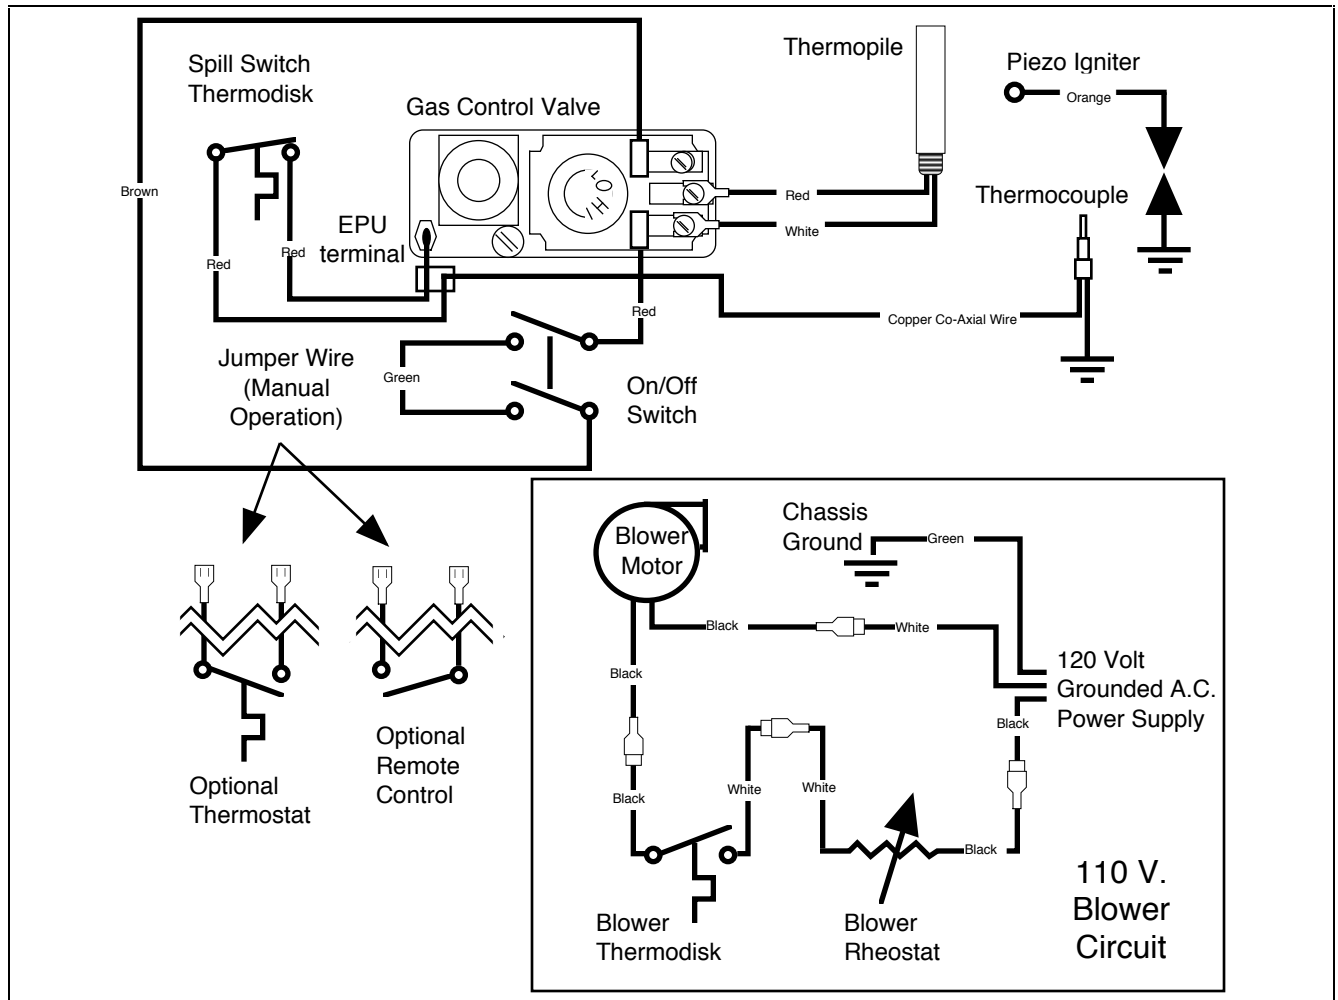 Spill Switch
Thermodisk
Gas Control Valve
Thermopile
Piezo Igniter
Orange
Brown
Red
White
Thermocouple
EPU
terminal
Red
Red
Red
Copper Co-Axial Wire
Jumper Wire
(Manual
Operation)
Green
On/Off
Switch
HI
LO
Optional
Thermostat
Optional
Remote
Control
Blower
Motor
Chassis
Ground
Green
Black
White
Black
120 Volt
Grounded A.C.
Power Supply
Black
Black
White
White
Black
Blower
Thermodisk
Blower
Rheostat
110 V.
Blower
Circuit